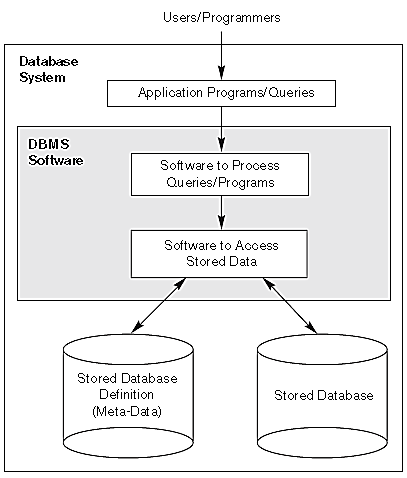 Users/Programmers
Database
System
Application Programs/Queries
DBMS
Software
Software to Process
Queries/Programs
Software to Access
Stored Data
Stored Database
Definition
(Meta-Data)
Stored Database